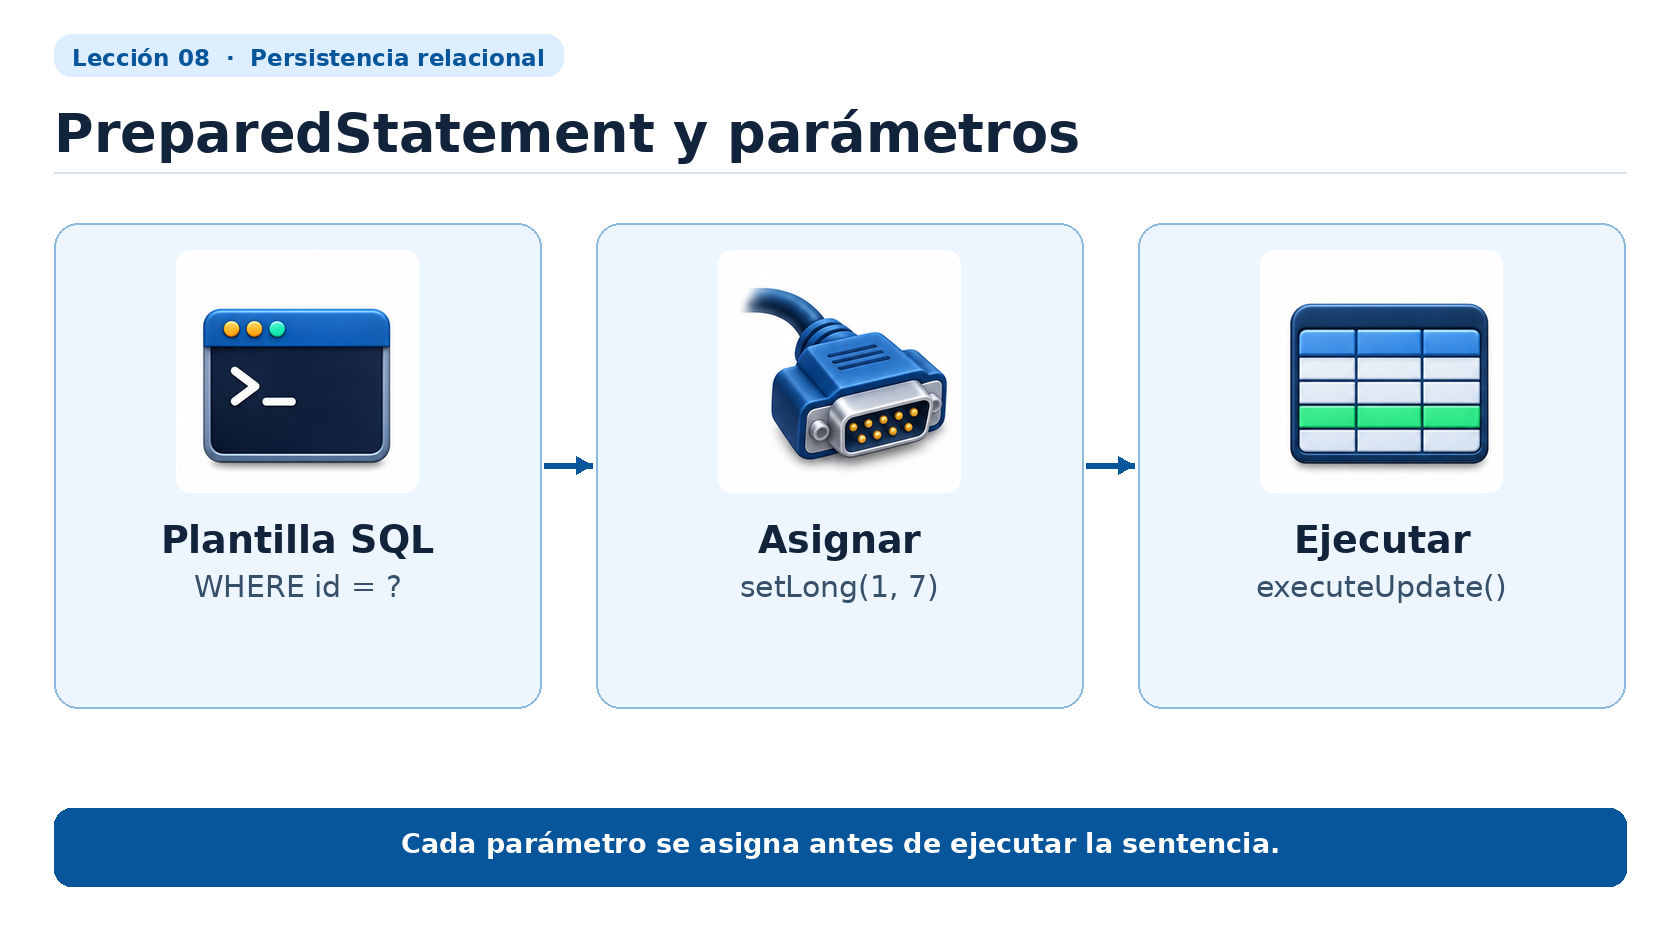 Lección 08 · Persistencia relacional
PreparedStatement y parámetros
Plantilla SQL
WHERE id = ?
Asignar
setLong(1, 7)
Ejecutar
executeUpdate()
Cada parámetro se asigna antes de ejecutar la sentencia.